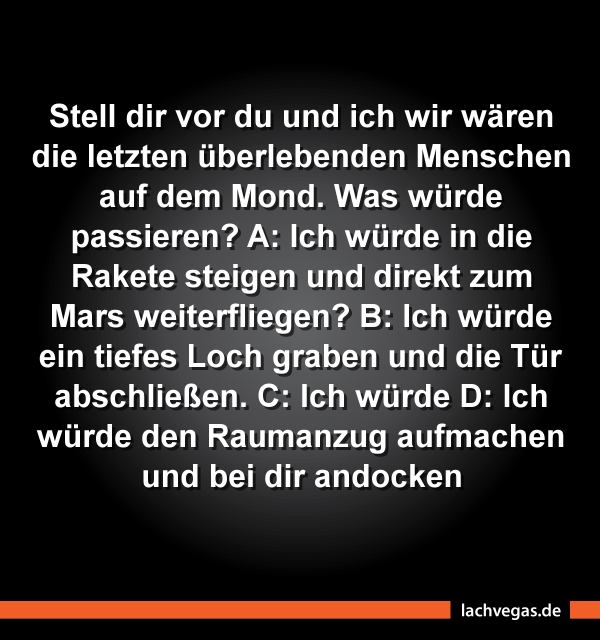 Stell dir vor du und ich wir wären
die letzten überlebenden Menschen
auf dem Mond. Was würde
passieren? A: Ich würde in die
Rakete steigen und direkt zum
Mars weiterfliegen? B: Ich würde
ein tiefes Loch graben und die Tür
abschließen. C: Ich würde D: Ich
würde den Raumanzug aufmachen
und bei dir andocken
lachvegas.de